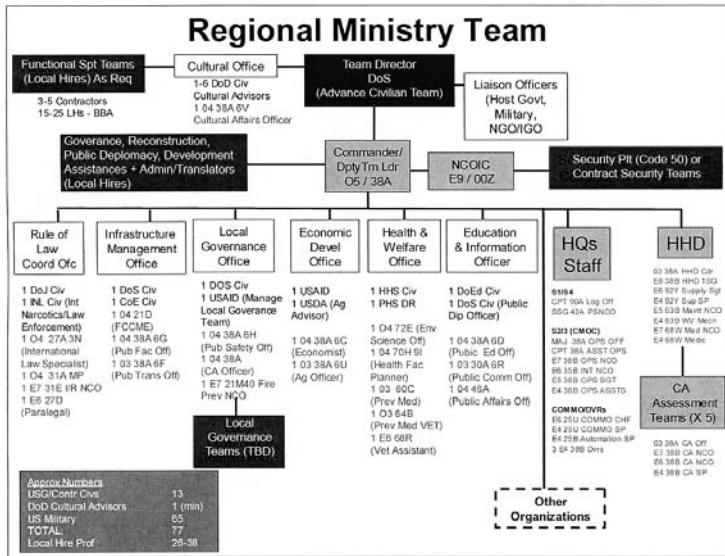 Regional Ministry Team
Functional Spt Teams
(Local Hires) As Req
3-5 Contractors
15-25 LHs - BBA
Cultural Office
1-6 DoD Civ
Cultural Advisors
1 04 38A 6V
Cultural Affairs Officer
Team Director
DoS
(Advance Civilian Team)
Liaison Officers
(Host Govt,
Military,
NGO/IGO
Goverance, Reconstruction,
Public Deplomacy, Development
Assistances + Admin/Translators
(Local Hires)
Commander/
DptyTm Ldr
O5 / 38A
NCOIC
E9 / 00Z
Security Plt (Code 50) or
Contract Security Teams
Rule of
Law
Coord Ofc
1 DoJ Civ
1 INL Civ (Int
Narcotics/Law
Enforcement)
1 O4 27A 3N
(International
Law Specialist)
1 O4 31A MP
1 E7 31E I/R NCO
1 E6 27D
(Paralegal)
Infrastructure
Management
Office
1 DoS Civ
1 CoE Civ
1 04 21D
(FCCME)
1 04 38A 6G
(Pub Fac Off)
1 03 38A 6F
(Pub Trans Off)
Local
Governance
Office
1 DOS Civ
1 USAID (Manage
Local Goverance
Team)
1 04 38A 6H
(Pub Safety Off)
1 04 38A
(CA Officer)
1 E7 21M40 Fire
Prev NCO
Local
Governance
Teams (TBD)
Economic
Devel
Office
1 USAID
1 USDA (Ag
Advisor)
1 04 38A 6C
(Economist)
1 03 38A 6U
(Ag Officer)
Health &
Welfare
Office
1 HHS Civ
1 PHS DR
1 O4 72E (Env
Science Off)
1 04 70H 9I
(Health Fac
Planner)
1 03 60C
(Prev Med)
1 O3 64B
(Prev Med VET)
1 E6 68R
(Vet Assistant)
Education
& Information
Officer
1 DoEd Civ
1 DoS Civ (Public
Dip Officer)
1 04 38A 6D
(Pubic Ed Off)
1 03 30A 6R
(Public Comm Off)
1 04 46A
(Public Affairs Off)
HQs
Staff
S1/S4
CPT 90A Log Off
SSG 42A PSNCO
S2/3 (CMOC)
MAJ 38A OPS OFF
CPT 38A ASST OPS
E7 38B OPS NCO
E6 35B INT NCO
E5 38B OPS SGT
E4 38B OPS ASSTS
COMMO/DVRs
E6 25U COMMO CHF
E4 25U COMMO SP
E4 25B Automation SP
3 E4 38B Dvrs
HHD
03 38A HHD Cdr
E8 38B HHD 1SG
E6 92Y Supply Sgt
E4 92Y Sup SP
E5 63B Maint NCO
E4 63B WV Mech
E7 68W Med NCO
E4 68W Medic
CA
Assessment
Teams (X 5)
03 38A CA Off
E7 38B CA NCO
E6 38B CA NCO
E4 38B CA SP
Other
Organizations
Approx Numbers
USG/Contr Civs 13
DoD Cultural Advisors 1 (min)
US Military 65
TOTAL: 77
Local Hire Prof 26-38